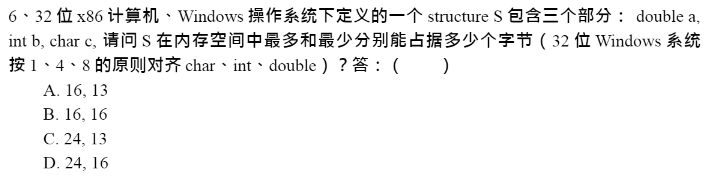 6、32 位 x86 计算机、Windows 操作系统下定义的一个 structure S 包含三个部分： double a,
int b, char c, 请问 S 在内存空间中最多和最少分别能占据多少个字节（32 位 Windows 系统
按 1、4、8 的原则对齐 char、int、double）？答：（ ）
A. 16, 13
B. 16, 16
C. 24, 13
D. 24, 16